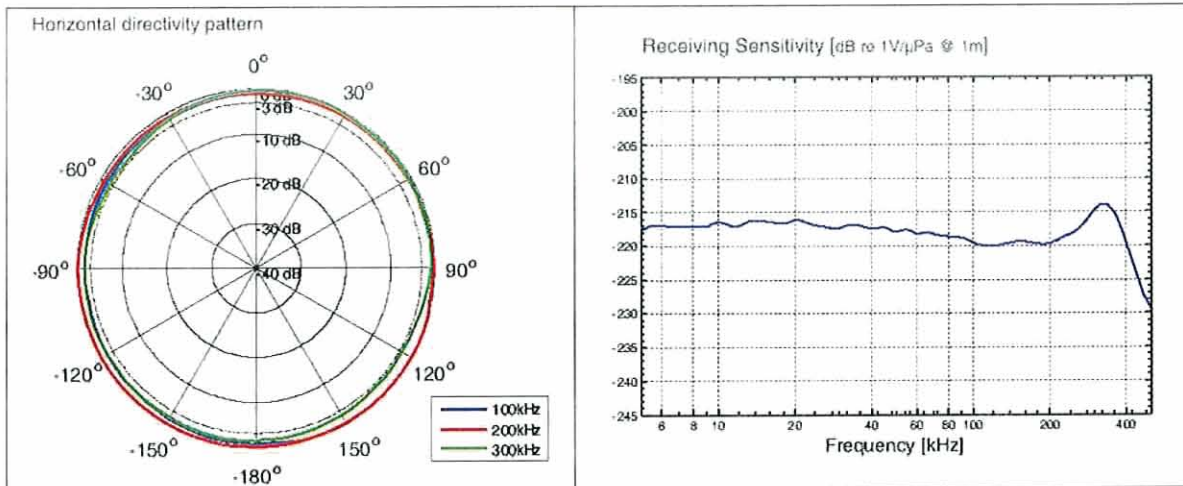 Horizontal directivity pattern
0°
-30°
30°
0 dB
-3 dB
-60°
60°
-10 dB
-20 dB
-30 dB
-90°
-40 dB
90°
-120°
120°
-150°
150°
-180°
100kHz
200kHz
300kHz
Receiving Sensitivity [dB re 1V/µPa @ 1m]
-195
-200
-205
-210
-215
-220
-225
-230
-235
-240
-245
6 8 10 20 40 60 80 100 200 400
Frequency [kHz]